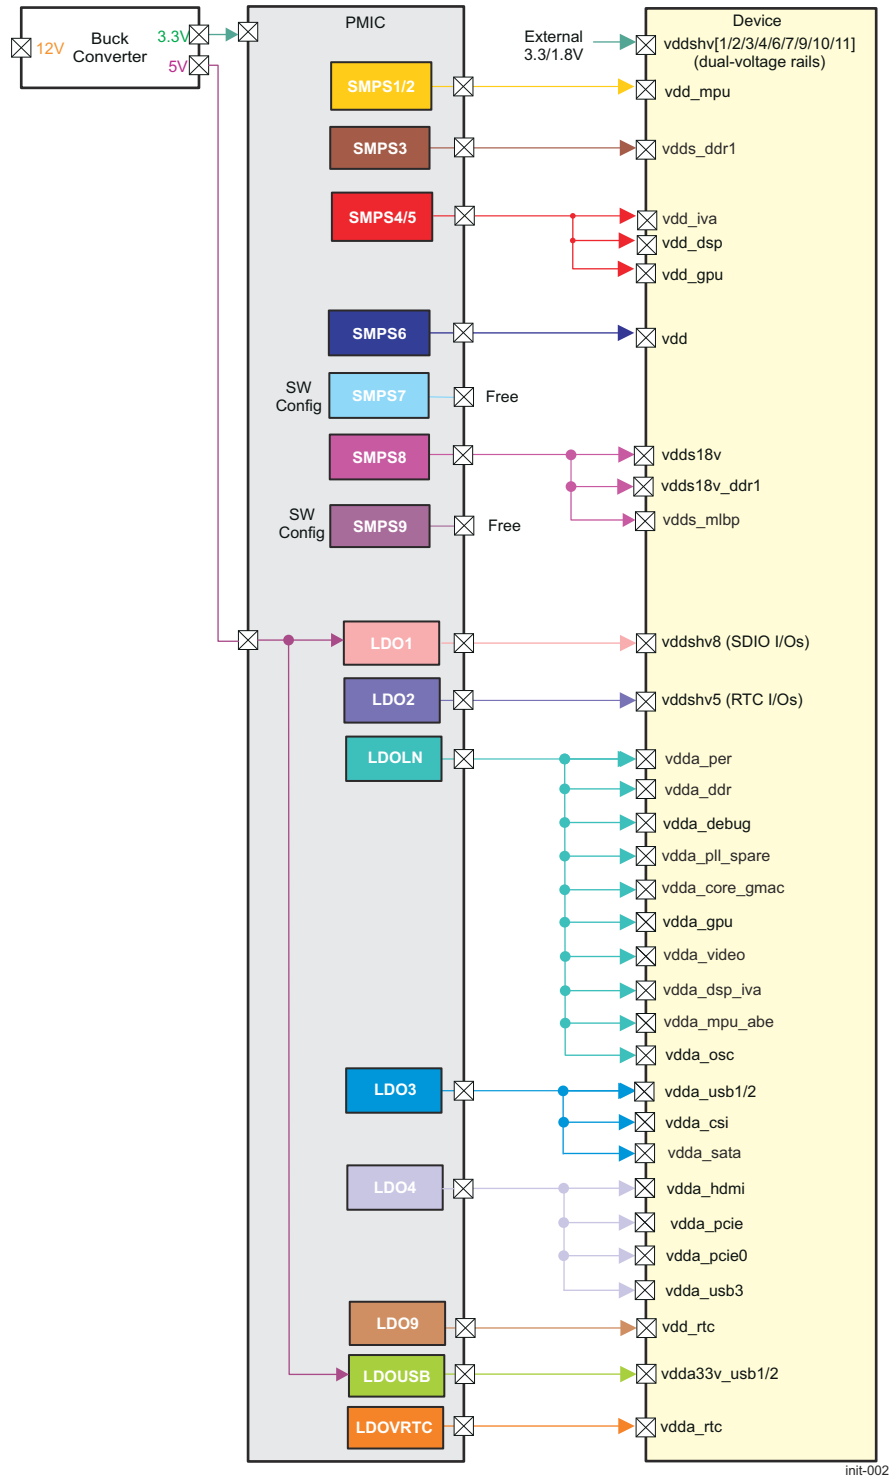 Buck
Converter
12V
3.3V
5V
PMIC
External
3.3/1.8V
Device
vddshv[1/2/3/4/6/7/9/10/11]
(dual-voltage rails)
SMPS1/2
vdd_mpu
SMPS3
vdds_ddr1
SMPS4/5
vdd_iva
vdd_dsp
vdd_gpu
SMPS6
vdd
SW
Config
SMPS7
Free
SMPS8
vdds18v
vdds18v_ddr1
vdds_mlbp
SW
Config
SMPS9
Free
LDO1
vddshv8 (SDIO I/Os)
LDO2
vddshv5 (RTC I/Os)
LDOLN
vdda_per
vdda_ddr
vdda_debug
vdda_pll_spare
vdda_core_gmac
vdda_gpu
vdda_video
vdda_dsp_iva
vdda_mpu_abe
vdda_osc
LDO3
vdda_usb1/2
vdda_csi
vdda_sata
LDO4
vdda_hdmi
vdda_pcie
vdda_pcie0
vdda_usb3
LDO9
vdd_rtc
LDOUSB
vdda33v_usb1/2
LDOVRTC
vdda_rtc
init-002